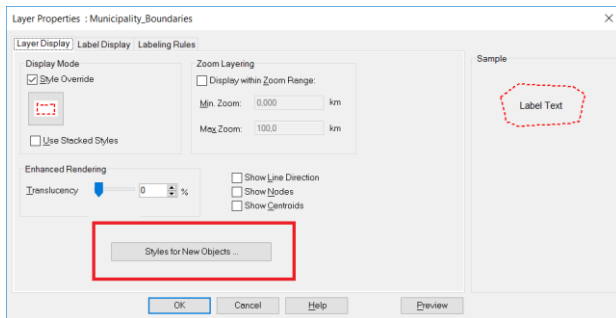 Layer Properties : Municipality_Boundaries
Layer Display Label Display Labeling Rules
Display Mode
Style Override
Use Stacked Styles
Zoom Layering
Display within Zoom Range:
Min. Zoom: 0,000 km
Max Zoom: 100,0 km
Enhanced Rendering
Translucency 0 %
Show Line Direction
Show Nodes
Show Centroids
Styles for New Objects ...
Sample
Label Text
OK Cancel Help Preview